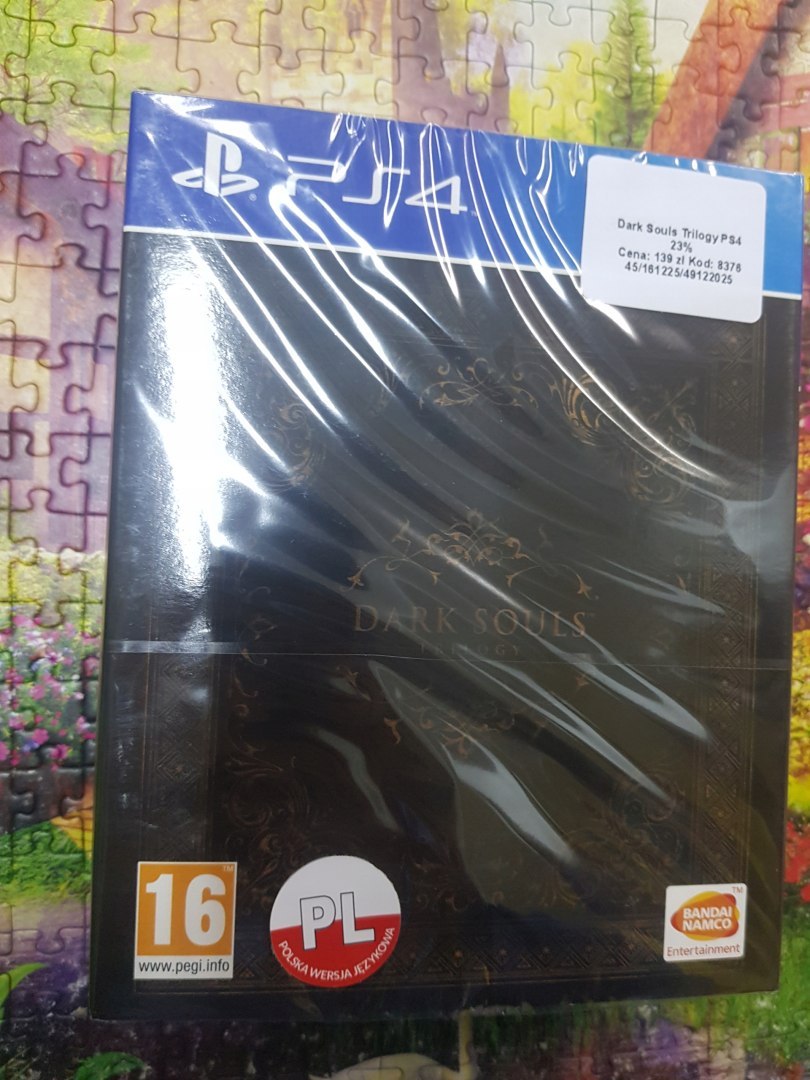 PS4
Dark Souls Trilogy PS4
23%
Cena: 139 zł Kod: 8376
45/161225/49122025
DARK SOULS
TRILOGY
16
www.pegi.info
PL
POLSKA WERSJA JĘZYKOWA
BANDAI
NAMCO
Entertainment